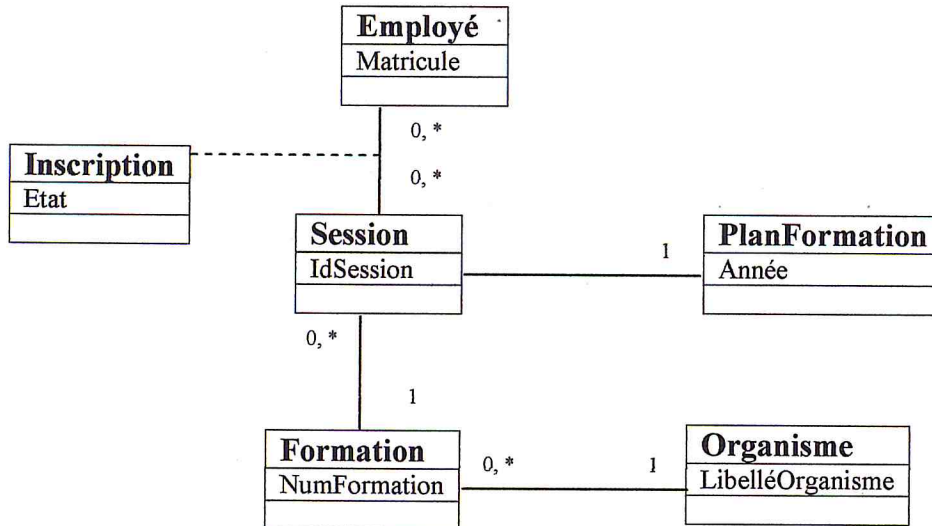 Employé
Matricule
0, *
Inscription
Etat
0, *
Session
IdSession
1
PlanFormation
Année
0, *
1
Formation
NumFormation
0, *
1
Organisme
LibelléOrganisme